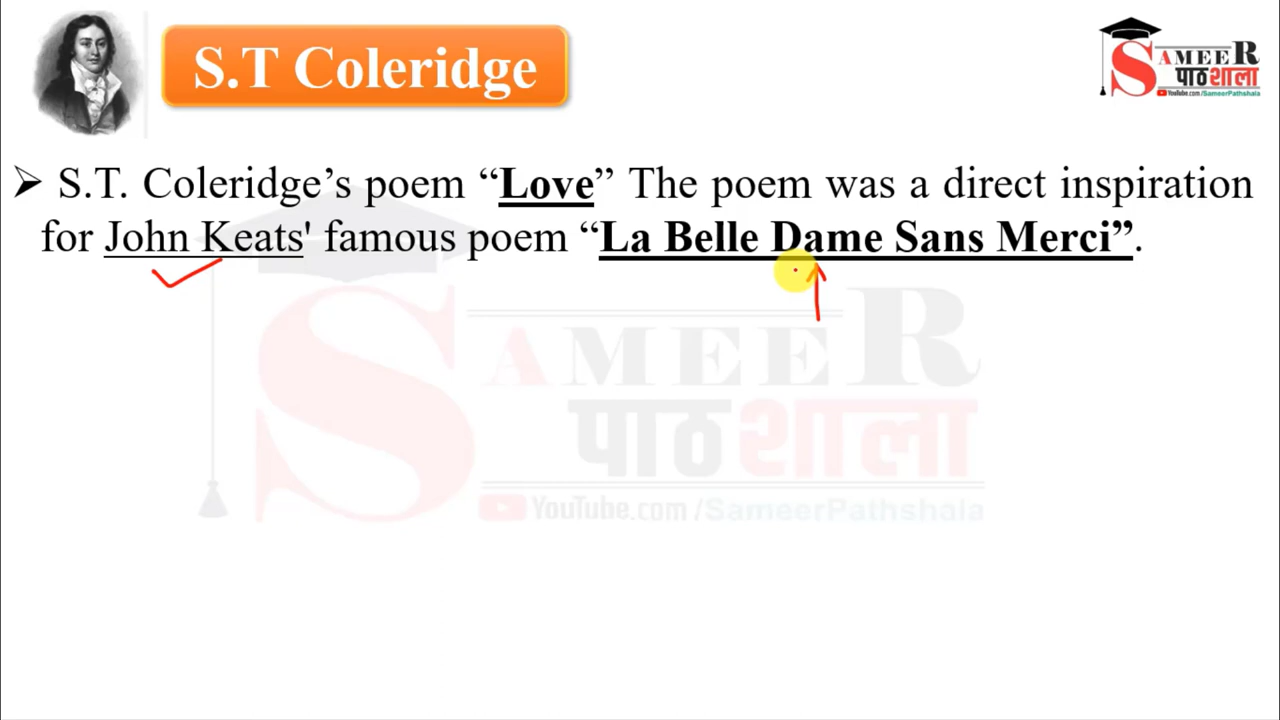 S.T Coleridge
SAMEER
पाठशाला
YouTube.com/SameerPathshala
➢ S.T. Coleridge’s poem “Love” The poem was a direct inspiration
for John Keats' famous poem “La Belle Dame Sans Merci”.
SAMEER
पाठशाला
YouTube.com/SameerPathshala